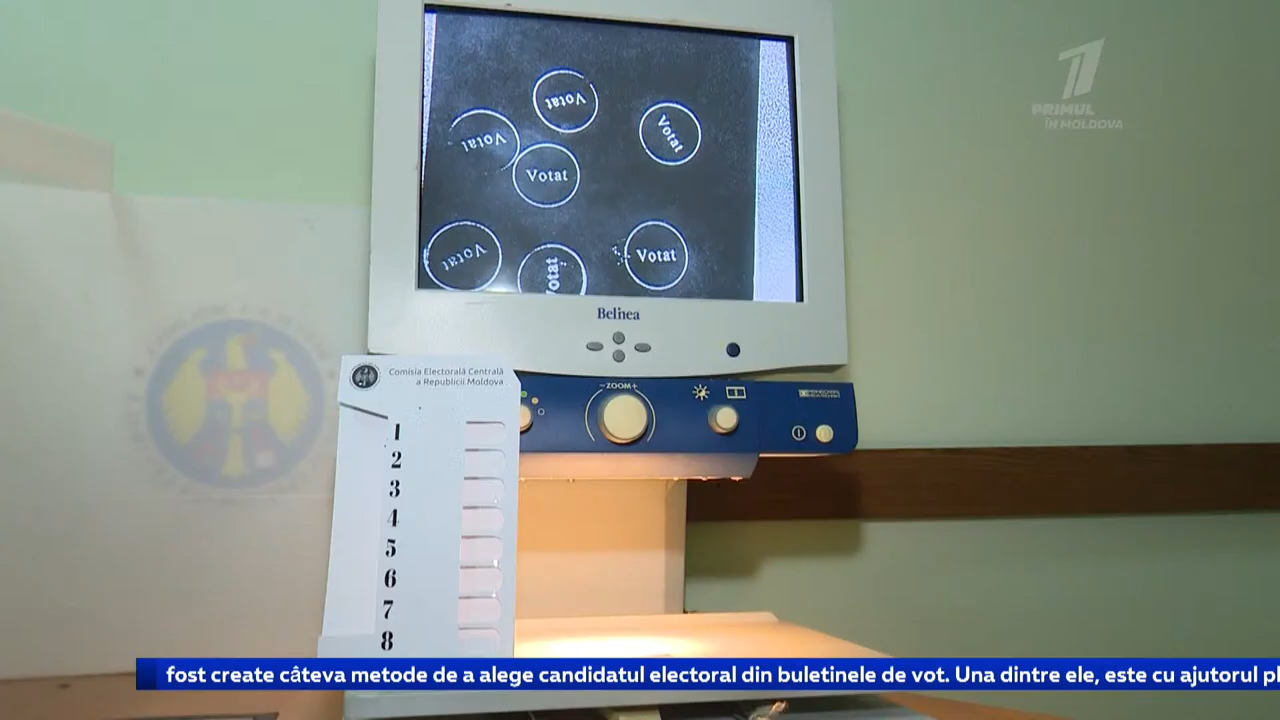 PRIMUL
ÎN MOLDOVA
Votat
Votat
Votat
Votat
Votat
Votat
Votat
Belinea
Comisia Electorală Centrală
a Republicii Moldova
-ZOOM+
1
2
3
4
5
6
7
8
fost create câteva metode de a alege candidatul electoral din buletinele de vot. Una dintre ele, este cu ajutorul